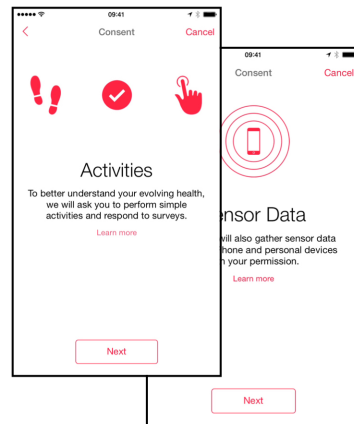 09:41
Consent
Cancel
Activities
To better understand your evolving health,
we will ask you to perform simple
activities and respond to surveys.
Learn more
Next
09:41
Consent
Cancel
Data
will also gather sensor data
and personal devices
your permission.
Learn more
Next